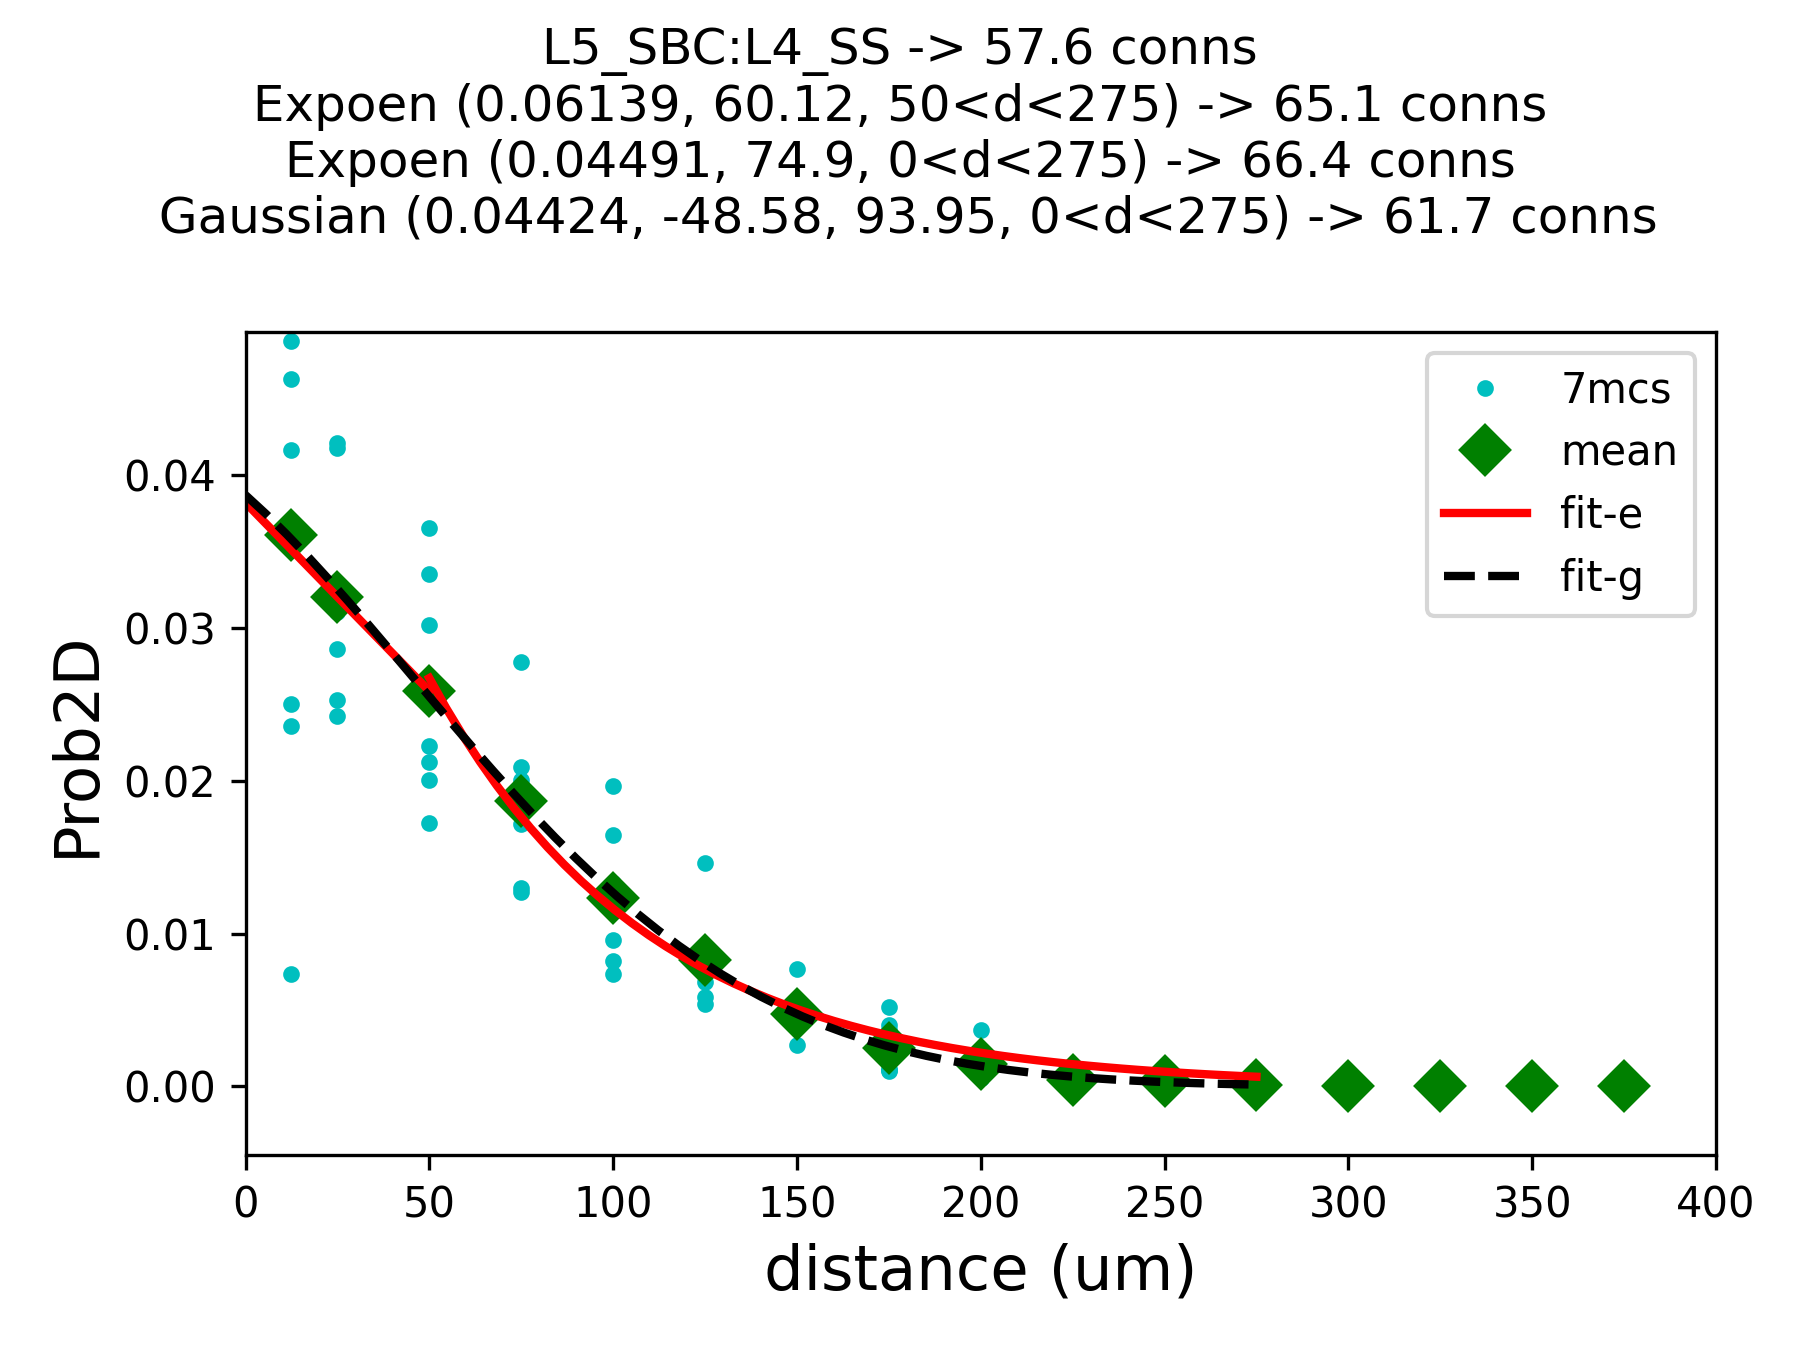 L5_SBC:L4_SS -> 57.6 conns
Expoen (0.06139, 60.12, 50<d<275) -> 65.1 conns
Expoen (0.04491, 74.9, 0<d<275) -> 66.4 conns
Gaussian (0.04424, -48.58, 93.95, 0<d<275) -> 61.7 conns
7mcs
mean
fit-e
fit-g
Prob2D
0.04
0.03
0.02
0.01
0.00
0 50 100 150 200 250 300 350 400
distance (um)